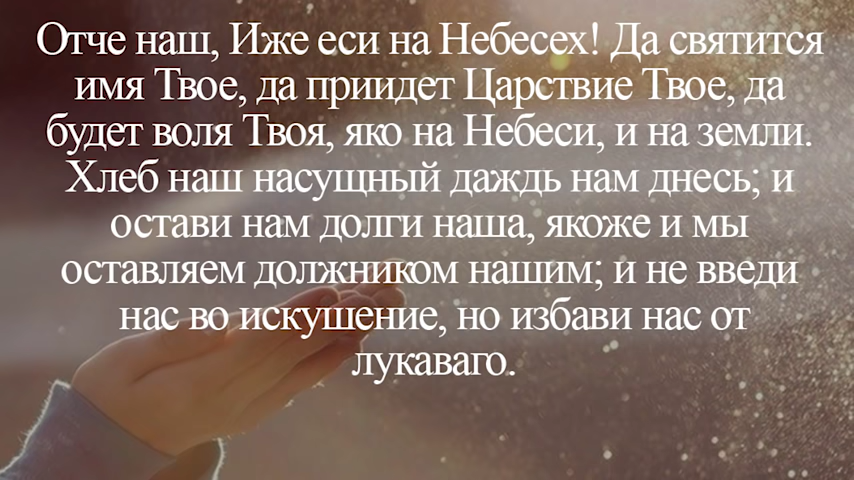 Отче наш, Иже еси на Небесех! Да святится
имя Твое, да приидет Царствие Твое, да
будет воля Твоя, яко на Небеси, и на земли.
Хлеб наш насущный даждь нам днесь; и
остави нам долги наша, якоже и мы
оставляем должником нашим; и не введи
нас во искушение, но избави нас от
лукаваго.